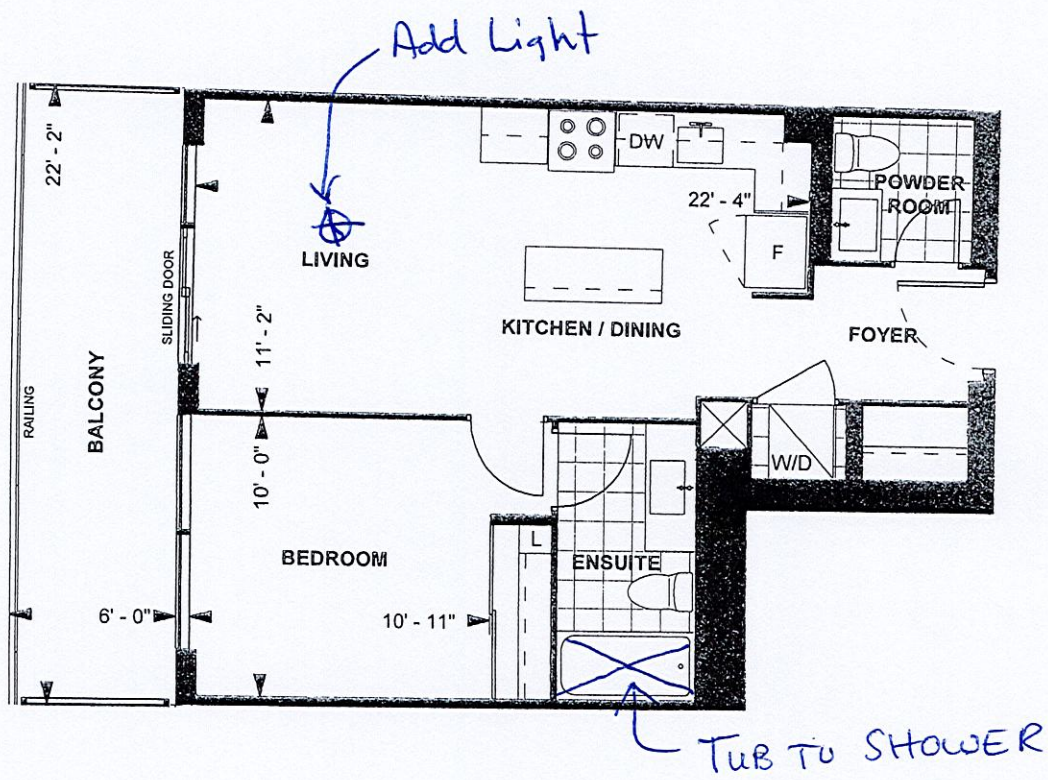 Add Light
22' - 2"
DW
POWDER
ROOM
22' - 4"
F
LIVING
SLIDING DOOR
11' - 2"
KITCHEN / DINING
FOYER
BALCONY
RAILING
10' - 0"
W/D
L
BEDROOM
ENSUITE
6' - 0"
10' - 11"
TUB TO SHOWER